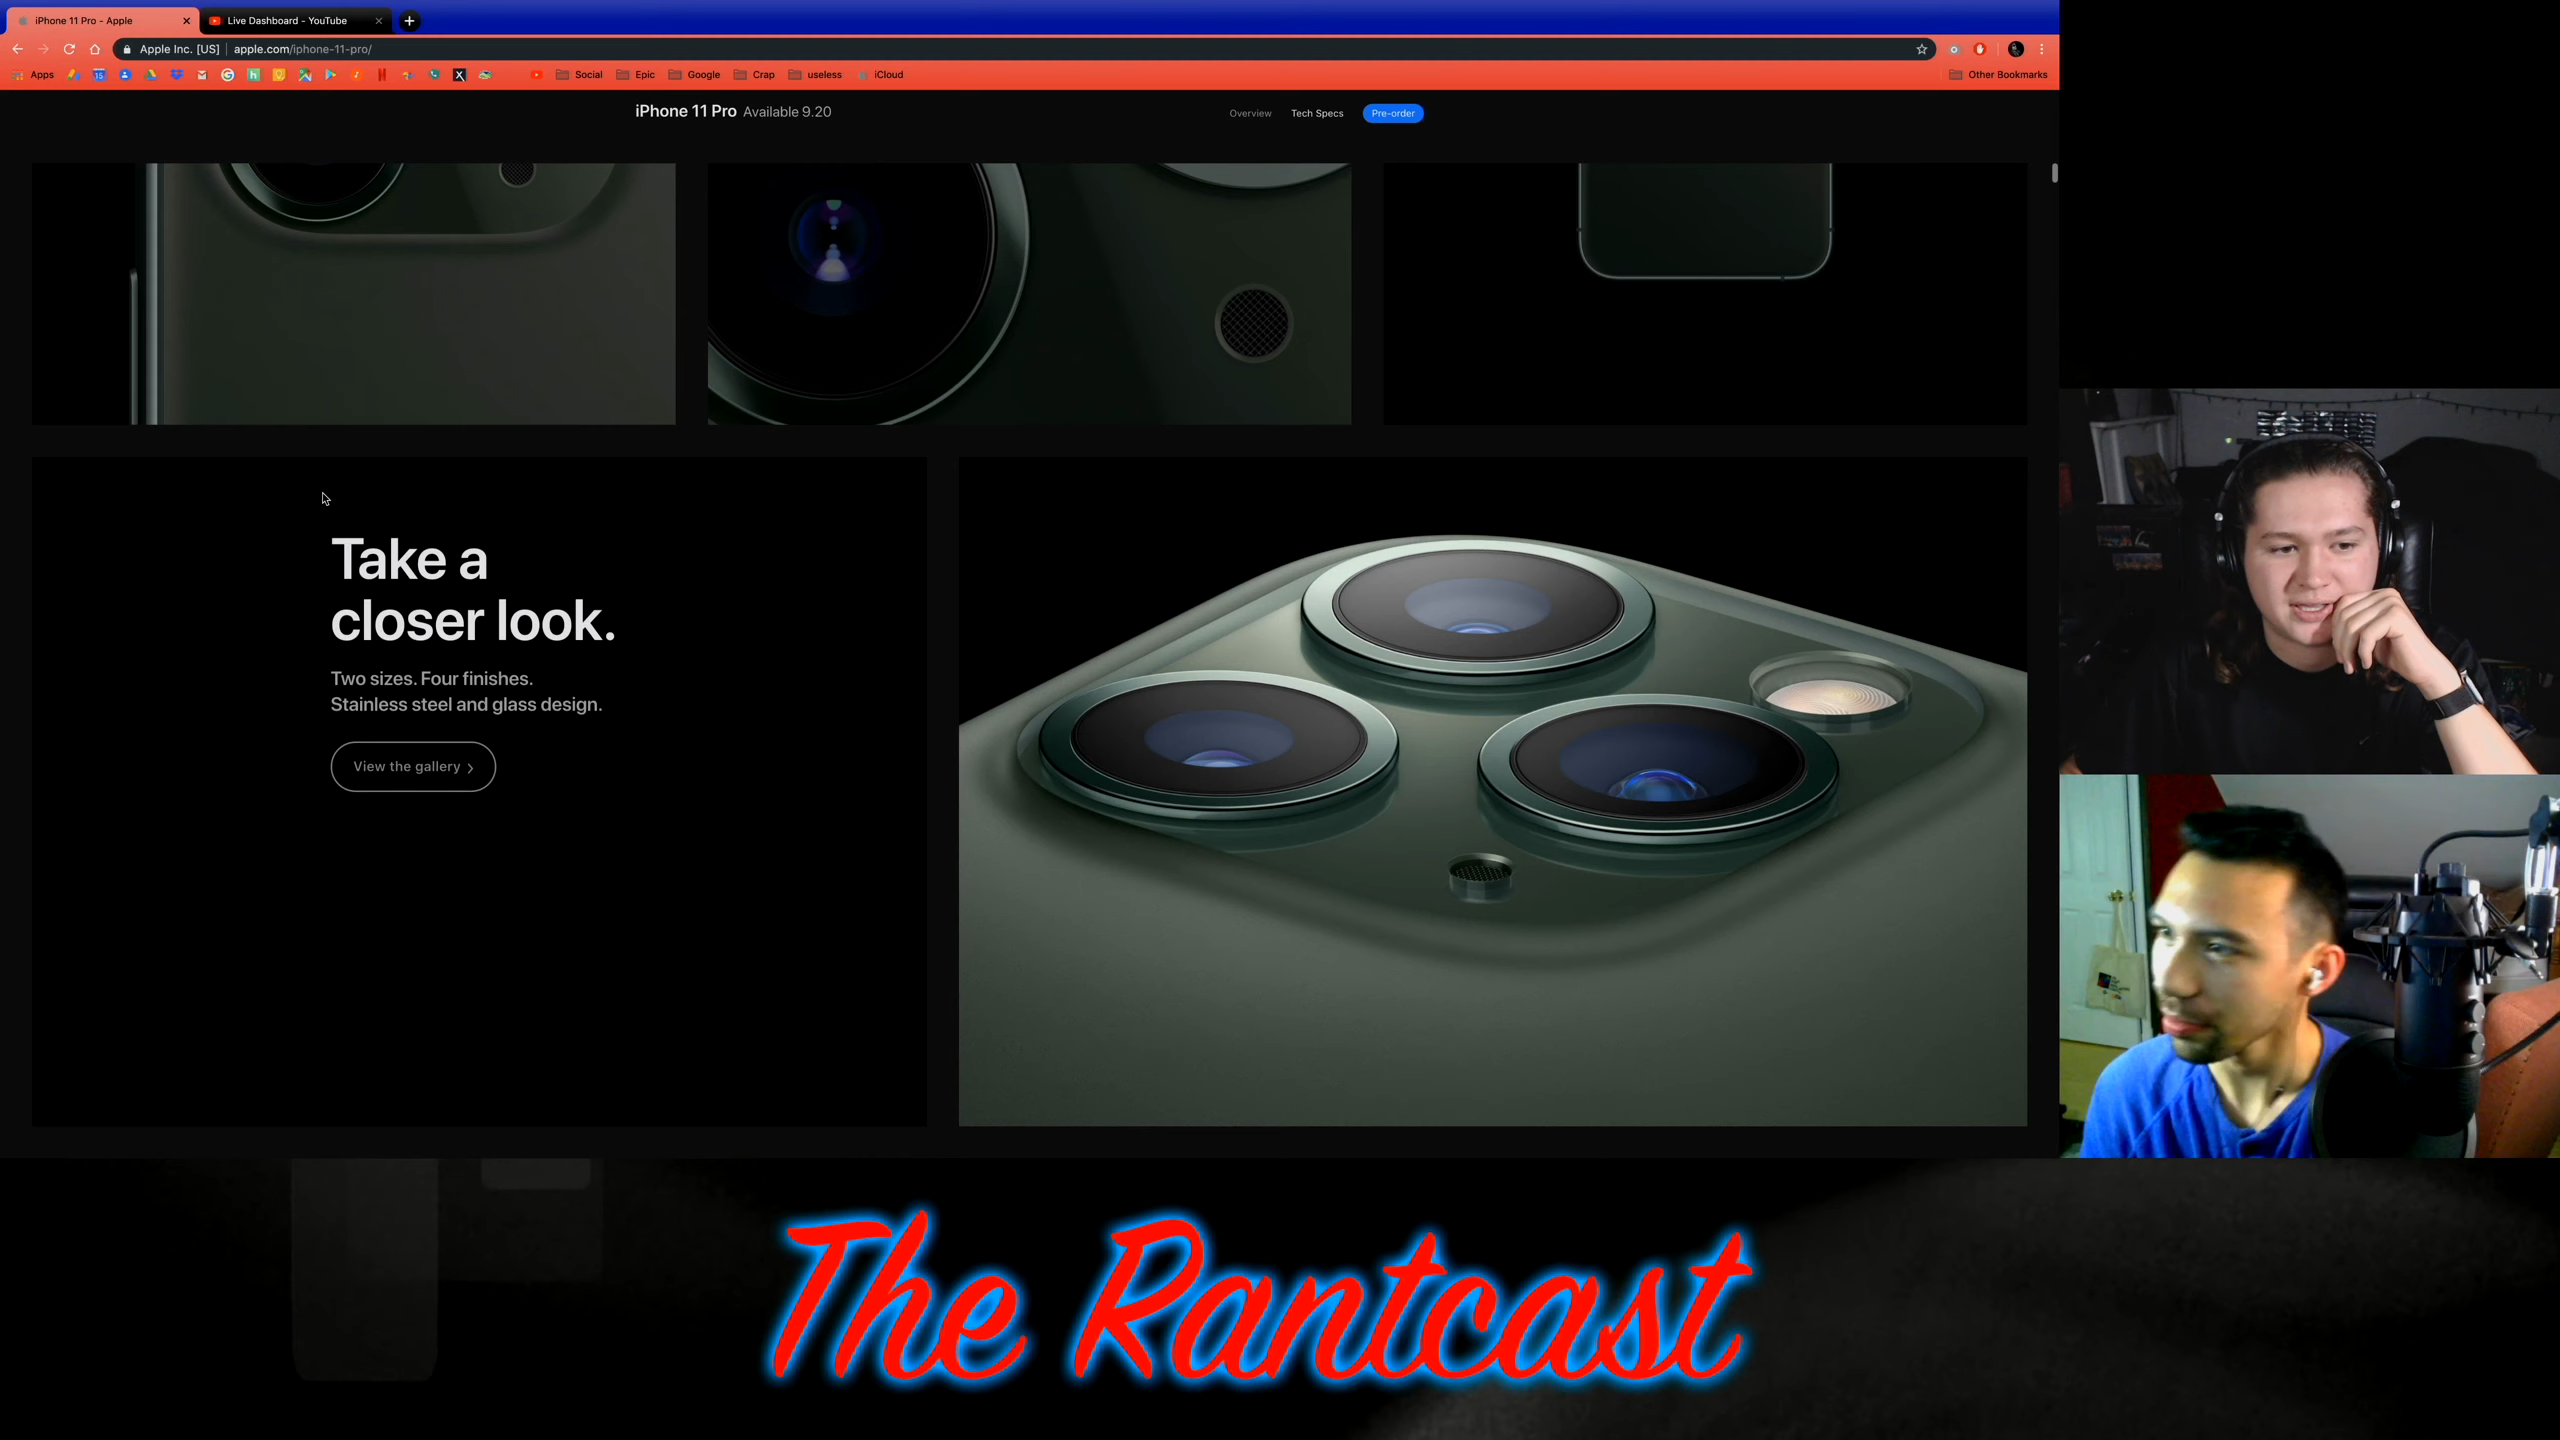 iPhone 11 Pro - Apple
Live Dashboard - YouTube
Apple Inc. [US] | apple.com/iphone-11-pro/
Apps
15
Social
Epic
Google
Crap
useless
iCloud
Other Bookmarks
iPhone 11 Pro Available 9.20
Overview
Tech Specs
Pre-order
Take a
closer look.
Two sizes. Four finishes.
Stainless steel and glass design.
View the gallery
The Rantcast